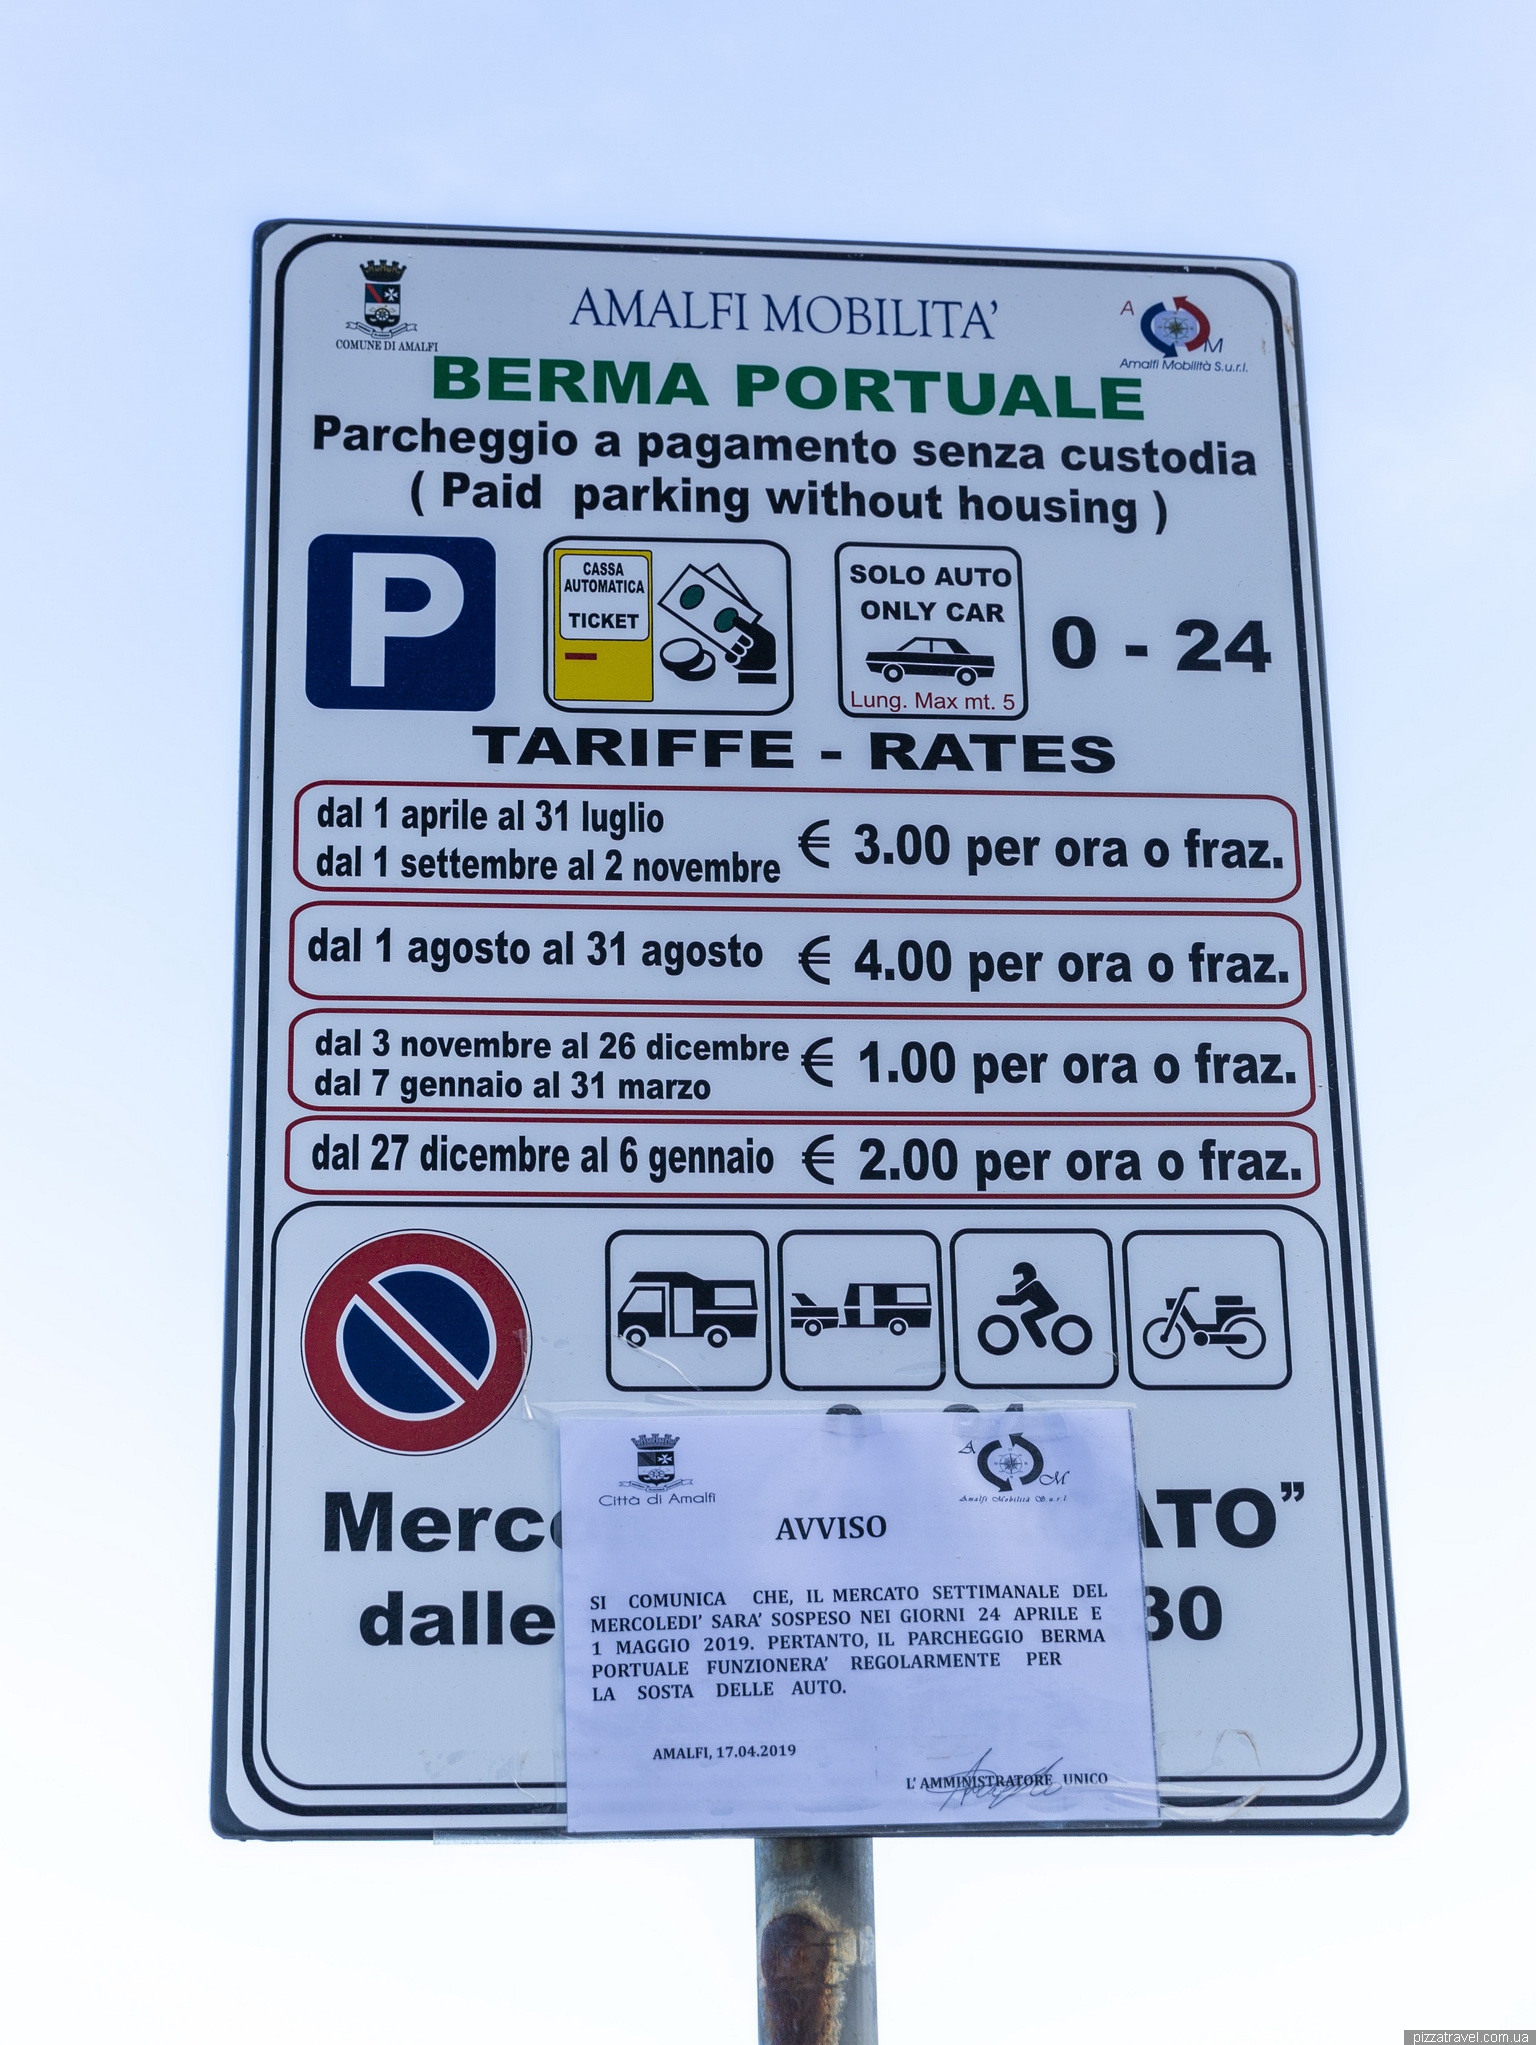 COMUNE DI AMALFI
AMALFI MOBILITA'
A M
Amalfi Mobilità S.u.r.l.
BERMA PORTUALE
Parcheggio a pagamento senza custodia
( Paid parking without housing )
P
CASSA
AUTOMATICA
TICKET
SOLO AUTO
ONLY CAR
Lung. Max mt. 5
0 - 24
TARIFFE - RATES
dal 1 aprile al 31 luglio
dal 1 settembre al 2 novembre
€ 3.00 per ora o fraz.
dal 1 agosto al 31 agosto
€ 4.00 per ora o fraz.
dal 3 novembre al 26 dicembre
dal 7 gennaio al 31 marzo
€ 1.00 per ora o fraz.
dal 27 dicembre al 6 gennaio
€ 2.00 per ora o fraz.
Merc ATO”
dalle 30
Città di Amalfi
A M
Amalfi Mobilità S.u.r.l.
AVVISO
SI COMUNICA CHE, IL MERCATO SETTIMANALE DEL
MERCOLEDI' SARA' SOSPESO NEI GIORNI 24 APRILE E
1 MAGGIO 2019. PERTANTO, IL PARCHEGGIO BERMA
PORTUALE FUNZIONERA' REGOLARMENTE PER
LA SOSTA DELLE AUTO.
AMALFI, 17.04.2019
L' AMMINISTRATORE UNICO
pizzatravel.com.ua